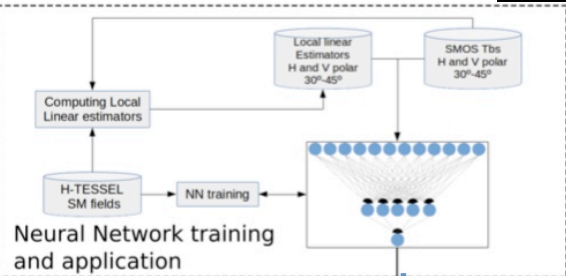 Local linear
Estimators
H and V polar
30º-45º
SMOS Tbs
H and V polar
30º-45º
Computing Local
Linear estimators
H-TESSEL
SM fields
NN training
Neural Network training
and application